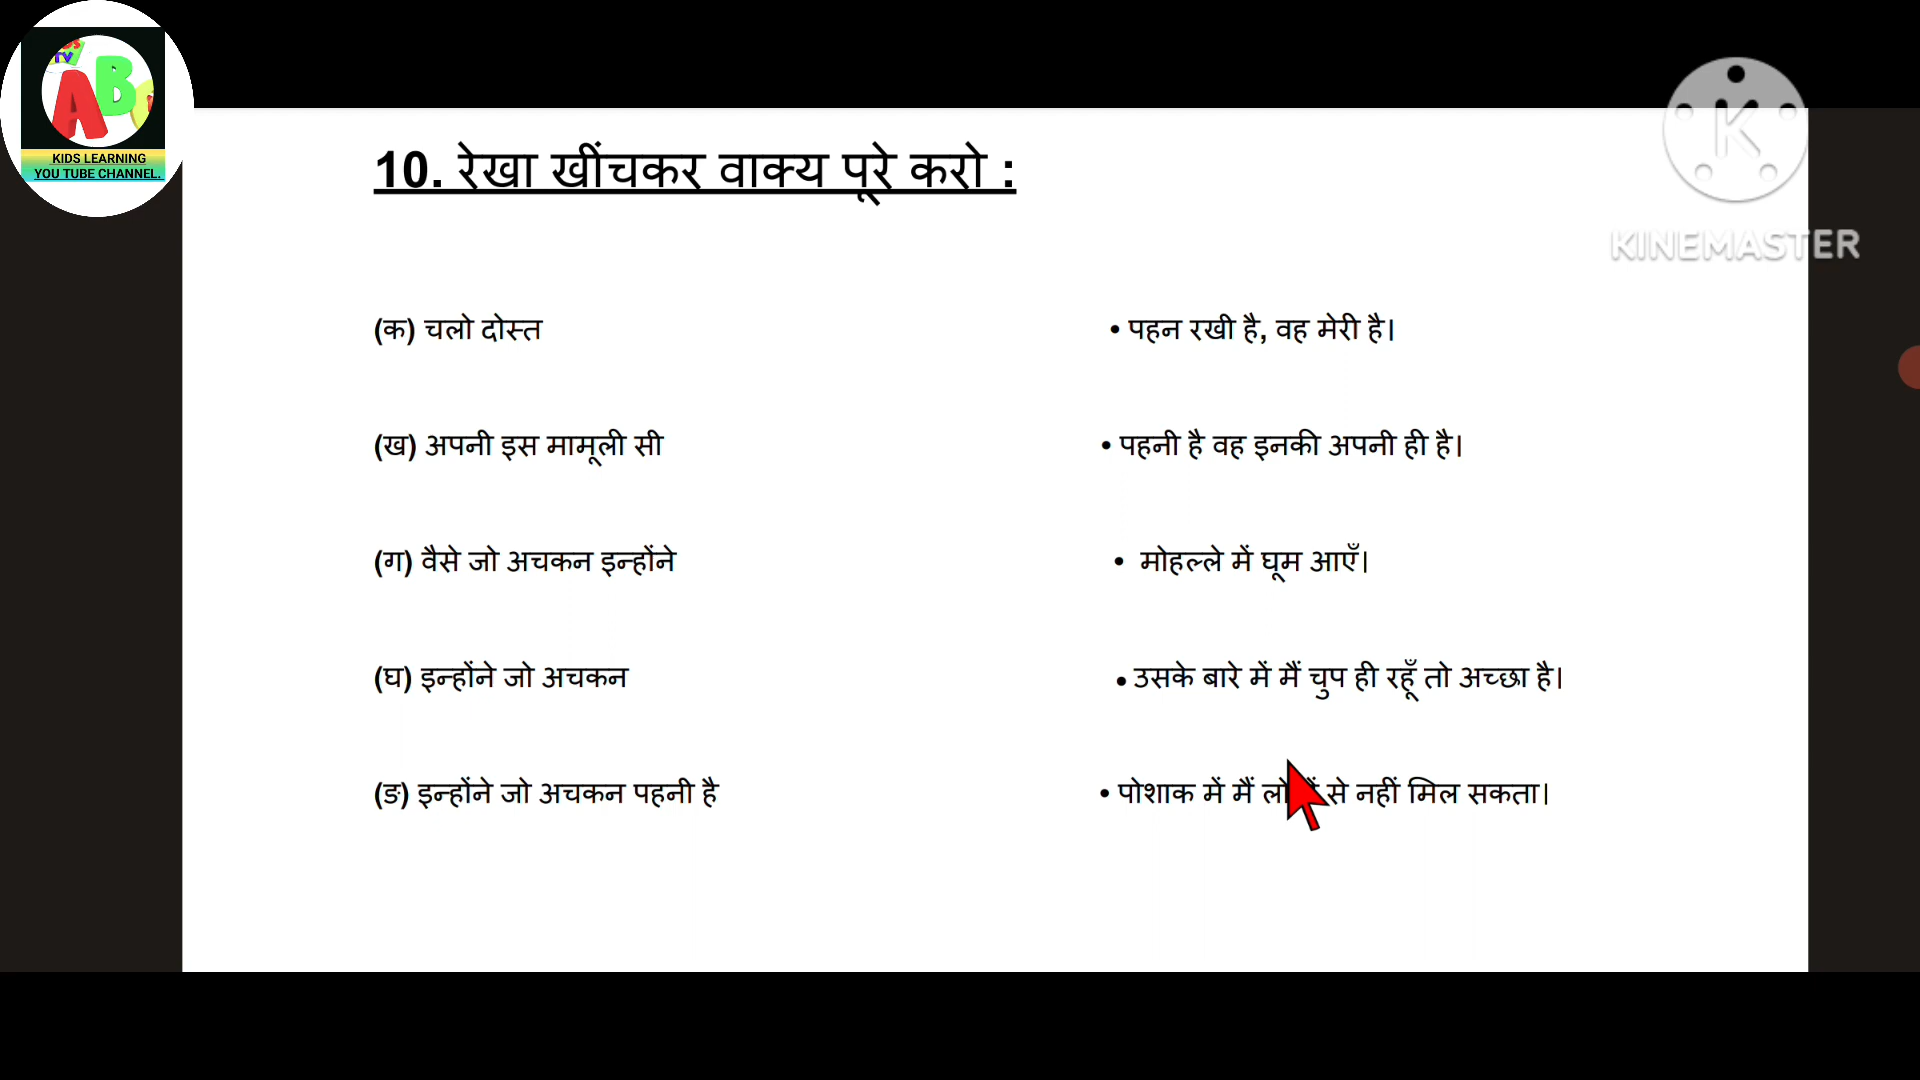 KIDS LEARNING
YOU TUBE CHANNEL.
TV
A B
K
KINEMASTER
10. रेखा खींचकर वाक्य पूरे करो :
(क) चलो दोस्त
• पहन रखी है, वह मेरी है।
(ख) अपनी इस मामूली सी
• पहनी है वह इनकी अपनी ही है।
(ग) वैसे जो अचकन इन्होंने
• मोहल्ले में घूम आएँ।
(घ) इन्होंने जो अचकन
• उसके बारे में मैं चुप ही रहूँ तो अच्छा है।
(ङ) इन्होंने जो अचकन पहनी है
• पोशाक में मैं से नहीं मिल सकता।